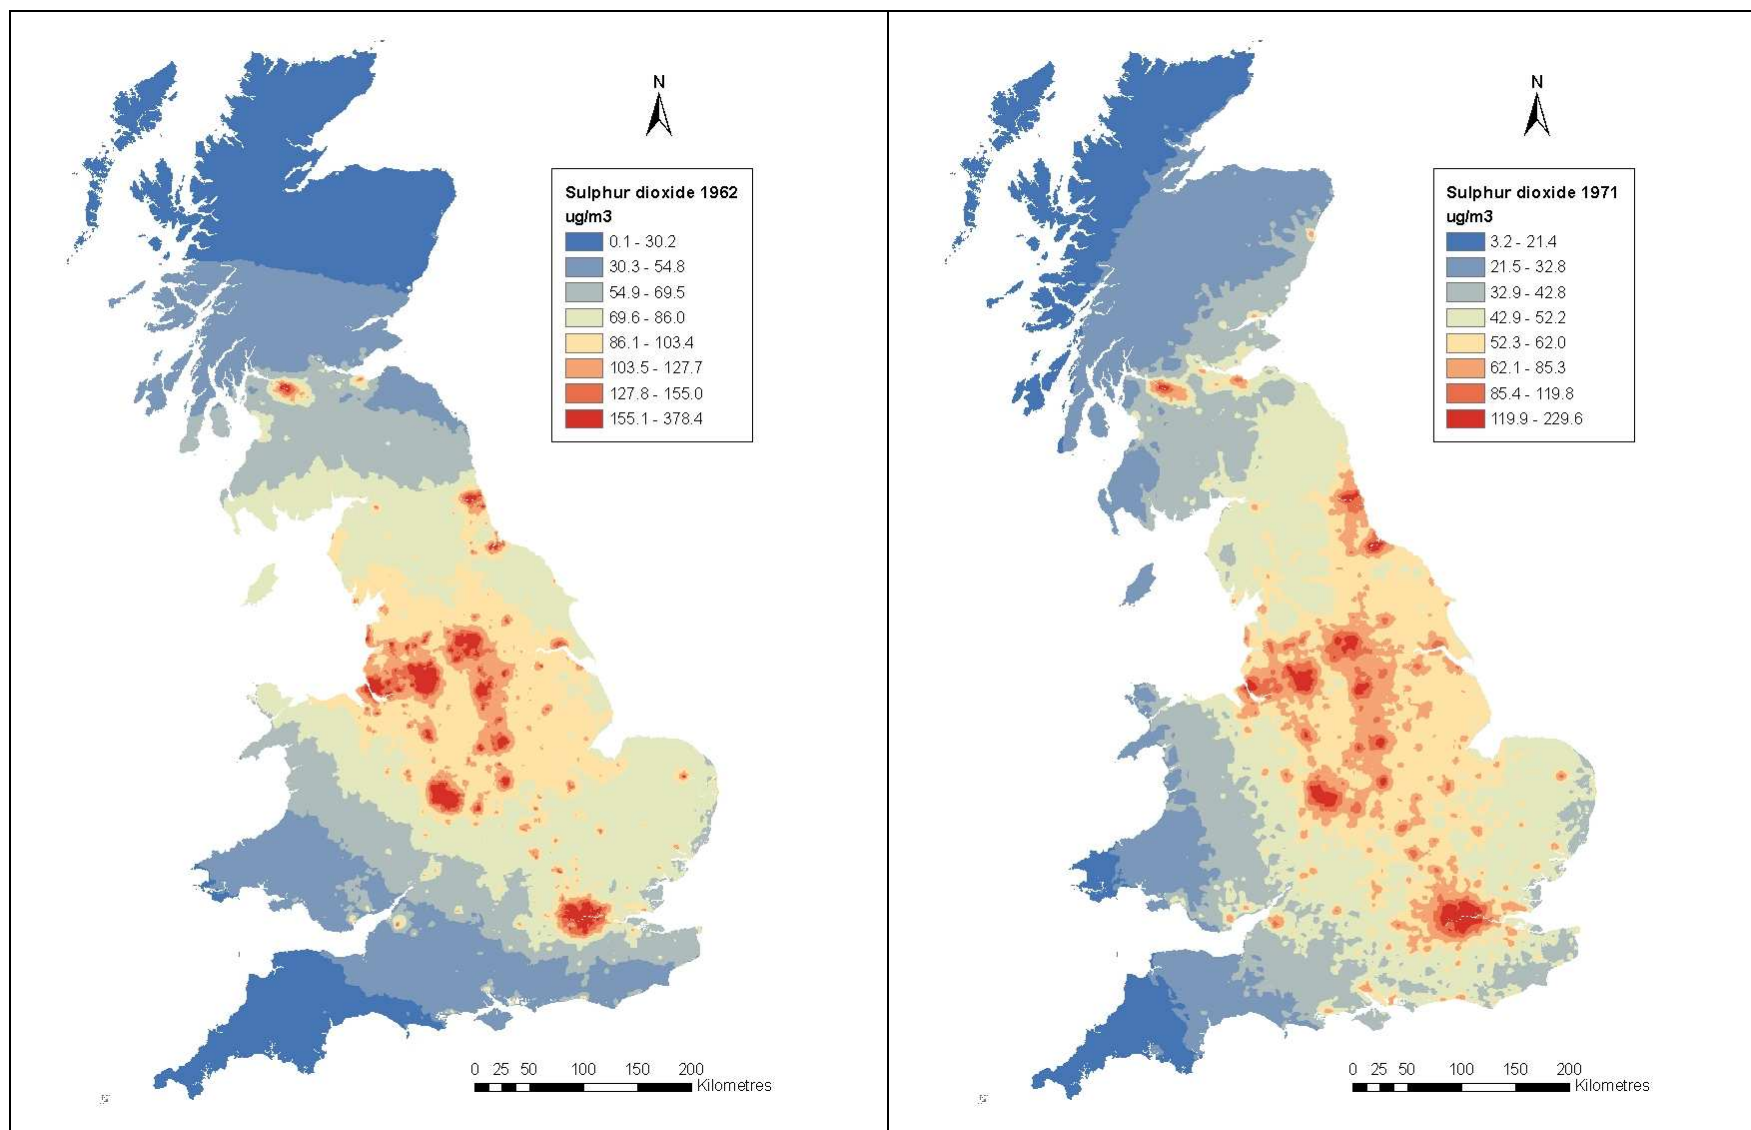 N
Sulphur dioxide 1962
ug/m3
0.1 - 30.2
30.3 - 54.8
54.9 - 69.5
69.6 - 86.0
86.1 - 103.4
103.5 - 127.7
127.8 - 155.0
155.1 - 378.4
0 25 50 100 150 200
Kilometres
N
Sulphur dioxide 1971
ug/m3
3.2 - 21.4
21.5 - 32.8
32.9 - 42.8
42.9 - 52.2
52.3 - 62.0
62.1 - 85.3
85.4 - 119.8
119.9 - 229.6
0 25 50 100 150 200
Kilometres